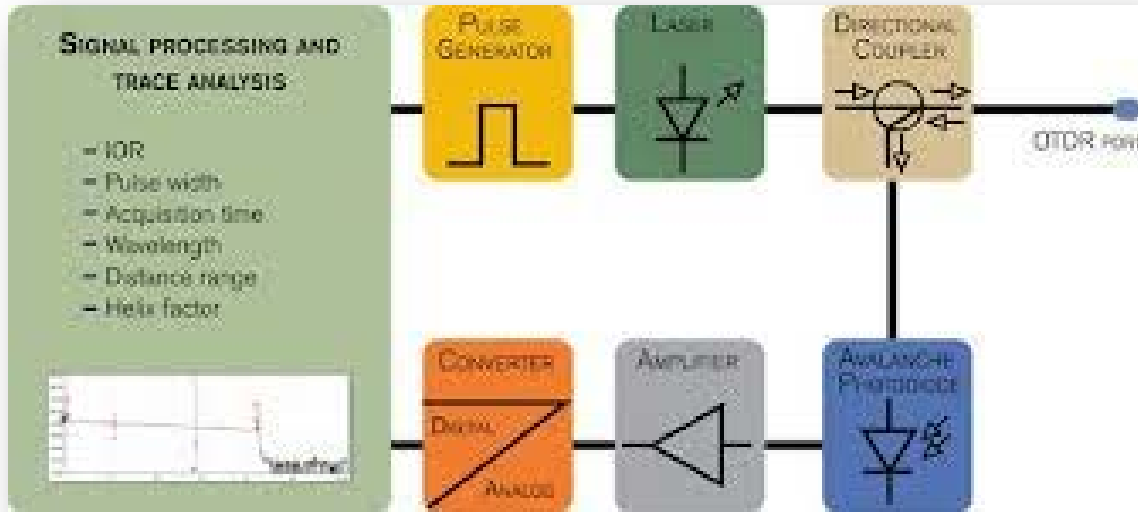 SIGNAL PROCESSING AND
TRACE ANALYSIS
- IOR
- Pulse width
- Acquisition time
- Wavelength
- Distance range
- Helix factor
PULSE
GENERATOR
LASER
DIRECTIONAL
COUPLER
OTDR PORT
CONVERTER
DIGITAL
ANALOG
AMPLIFIER
AVALANCHE
PHOTODIODE